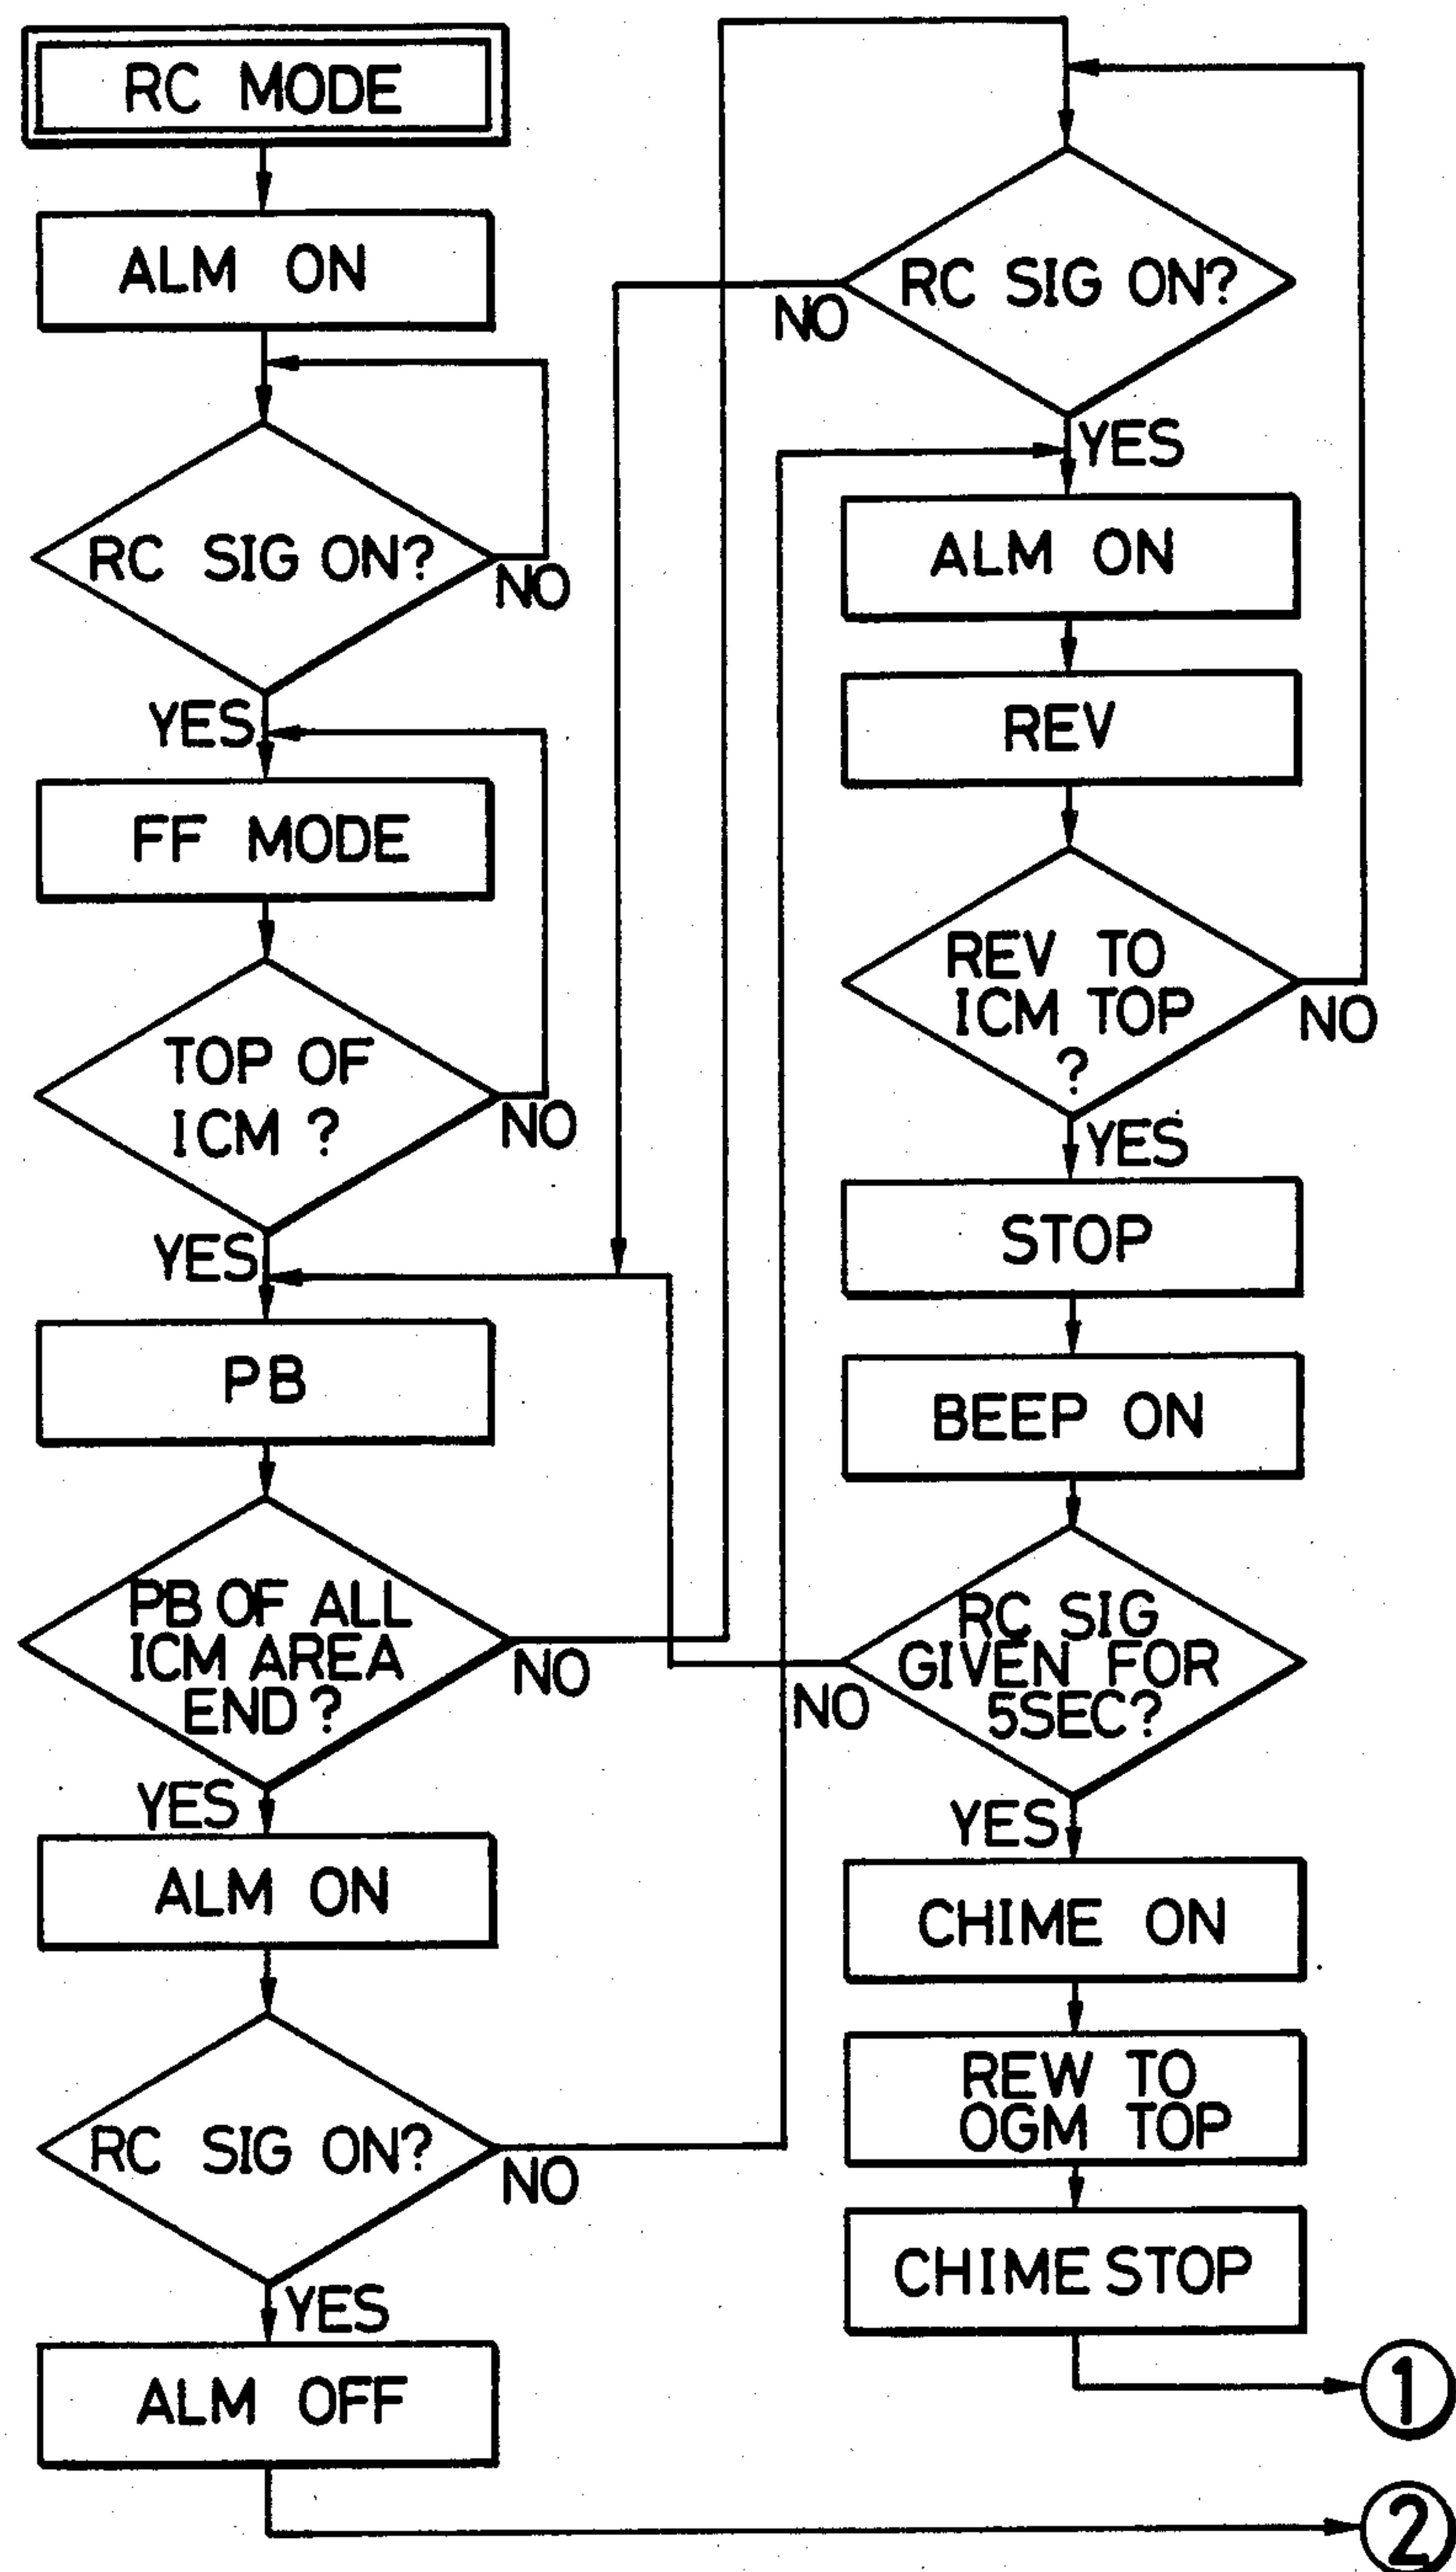 RC MODE
ALM ON
RC SIG ON?
NO
YES
FF MODE
TOP OF
ICM ?
NO
YES
PB
PB OF ALL
ICM AREA
END ?
NO
YES
ALM ON
RC SIG ON?
NO
YES
ALM OFF
RC SIG ON?
NO
YES
ALM ON
REV
REV TO
ICM TOP
?
NO
YES
STOP
BEEP ON
RC SIG
GIVEN FOR
5SEC?
NO
YES
CHIME ON
REW TO
OGM TOP
CHIME STOP
1
2